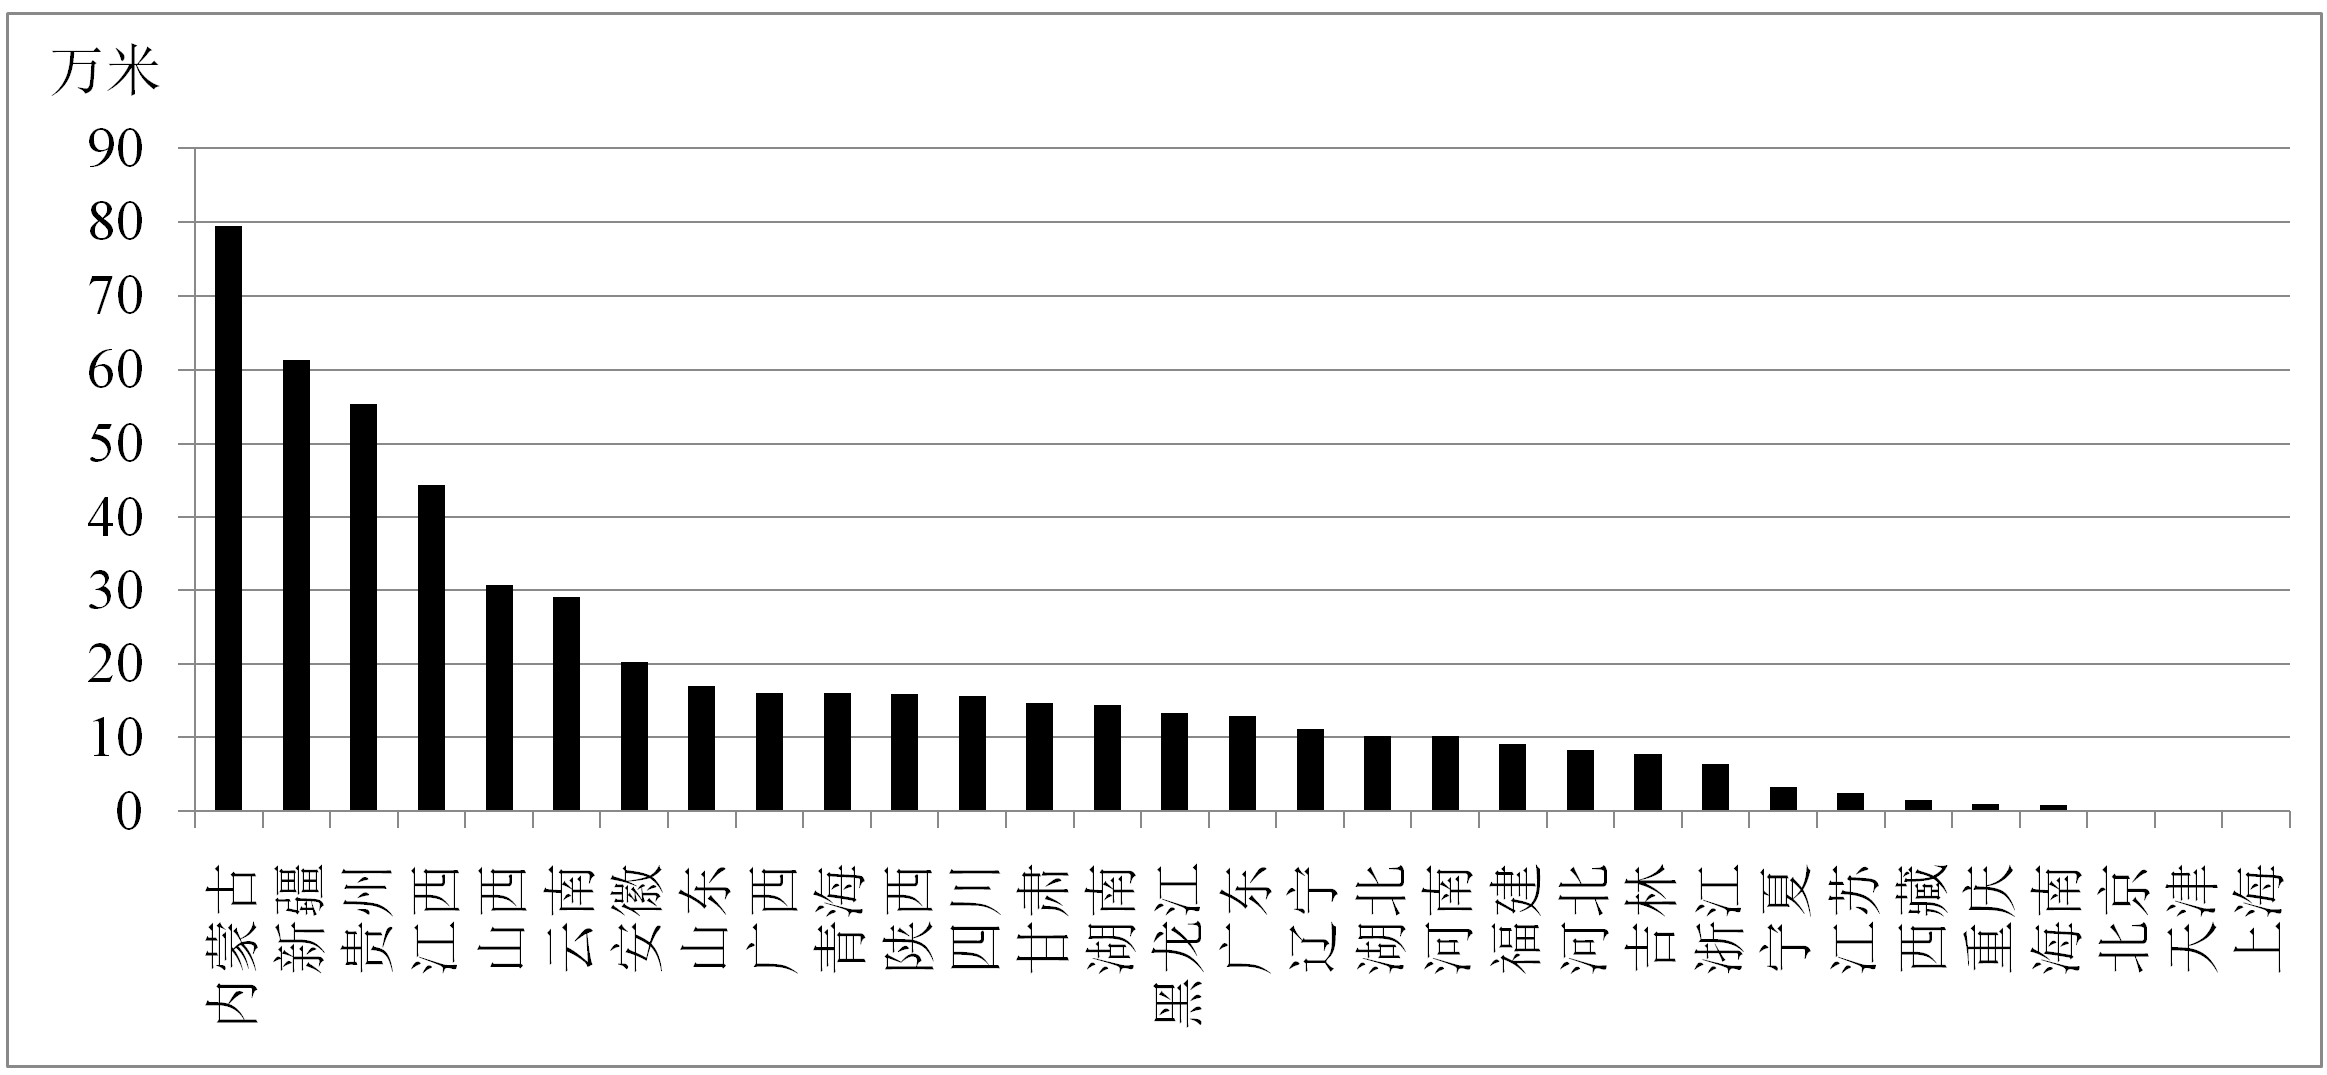 万米
90
80
70
60
50
40
30
20
10
0
内蒙古
新疆
贵州
江西
山西
云南
安徽
山东
广西
青海
陕西
四川
甘肃
湖南
黑龙江
广东
辽宁
湖北
河南
福建
河北
吉林
浙江
宁夏
江苏
西藏
重庆
海南
北京
天津
上海